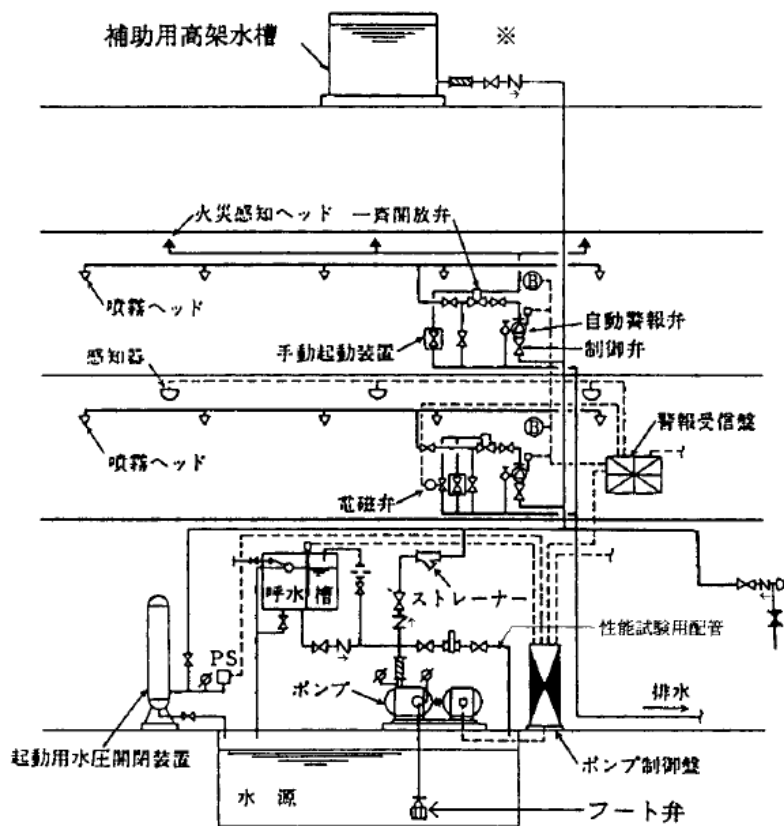 補助用高架水槽
※
火災感知ヘッド
一斉開放弁
B
噴霧ヘッド
自動警報弁
手動起動装置
制御弁
感知器
B
警報受信盤
噴霧ヘッド
電磁弁
呼水槽
ストレーナー
性能試験用配管
PS
ポンプ
排水
起動用水圧開閉装置
ポンプ制御盤
水源
フート弁